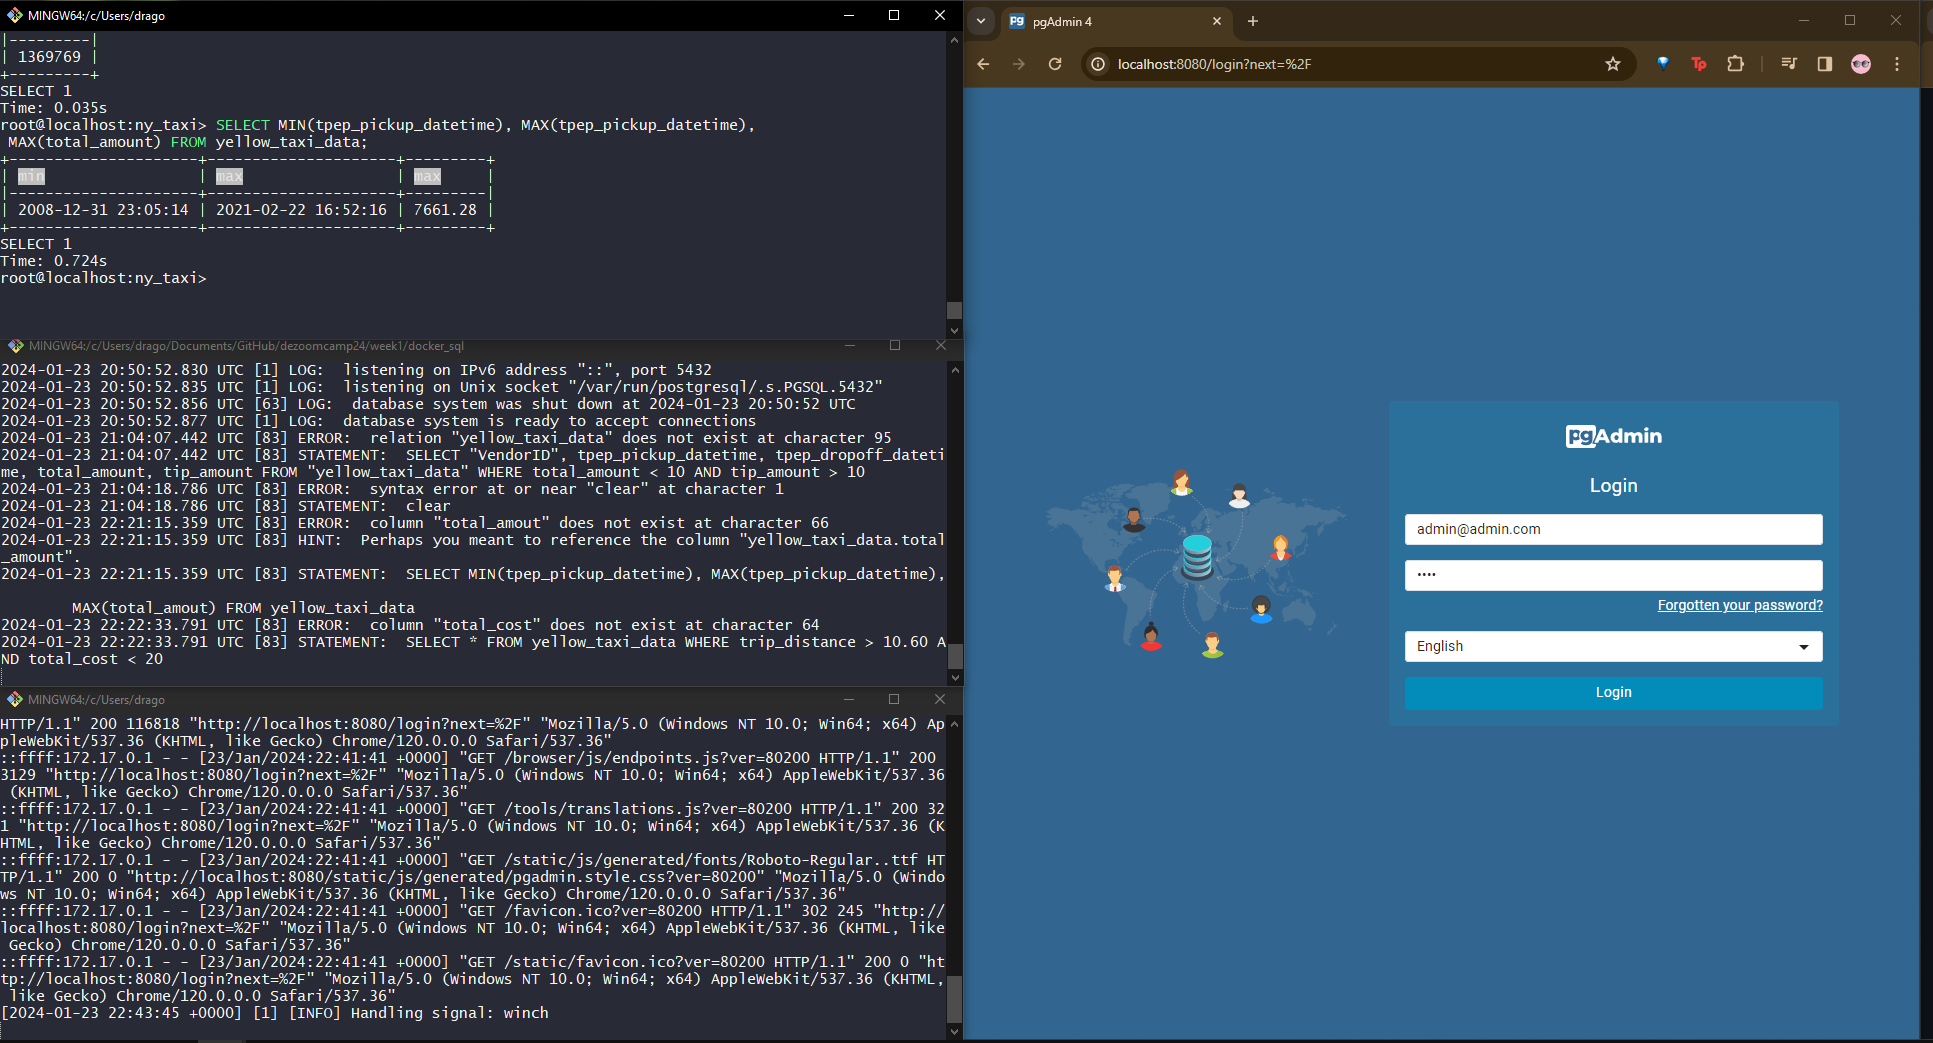 MINGW64:/c/Users/drago
|---------|
| 1369769 |
+---------+
SELECT 1
Time: 0.035s
root@localhost:ny_taxi> SELECT MIN(tpep_pickup_datetime), MAX(tpep_pickup_datetime),
 MAX(total_amount) FROM yellow_taxi_data;
+---------------------+---------------------+---------+
| min                 | max                 | max     |
|---------------------+---------------------+---------|
| 2008-12-31 23:05:14 | 2021-02-22 16:52:16 | 7661.28 |
+---------------------+---------------------+---------+
SELECT 1
Time: 0.724s
root@localhost:ny_taxi>
MINGW64:/c/Users/drago/Documents/GitHub/dezoomcamp24/week1/docker_sql
2024-01-23 20:50:52.830 UTC [1] LOG:  listening on IPv6 address "::", port 5432
2024-01-23 20:50:52.835 UTC [1] LOG:  listening on Unix socket "/var/run/postgresql/.s.PGSQL.5432"
2024-01-23 20:50:52.856 UTC [63] LOG:  database system was shut down at 2024-01-23 20:50:52 UTC
2024-01-23 20:50:52.877 UTC [1] LOG:  database system is ready to accept connections
2024-01-23 21:04:07.442 UTC [83] ERROR:  relation "yellow_taxi_data" does not exist at character 95
2024-01-23 21:04:07.442 UTC [83] STATEMENT:  SELECT "VendorID", tpep_pickup_datetime, tpep_dropoff_dateti
me, total_amount, tip_amount FROM "yellow_taxi_data" WHERE total_amount < 10 AND tip_amount > 10
2024-01-23 21:04:18.786 UTC [83] ERROR:  syntax error at or near "clear" at character 1
2024-01-23 21:04:18.786 UTC [83] STATEMENT:  clear
2024-01-23 22:21:15.359 UTC [83] ERROR:  column "total_amout" does not exist at character 66
2024-01-23 22:21:15.359 UTC [83] HINT:  Perhaps you meant to reference the column "yellow_taxi_data.total
_amount".
2024-01-23 22:21:15.359 UTC [83] STATEMENT:  SELECT MIN(tpep_pickup_datetime), MAX(tpep_pickup_datetime),
MAX(total_amout) FROM yellow_taxi_data
2024-01-23 22:22:33.791 UTC [83] ERROR:  column "total_cost" does not exist at character 64
2024-01-23 22:22:33.791 UTC [83] STATEMENT:  SELECT * FROM yellow_taxi_data WHERE trip_distance > 10.60 A
ND total_cost < 20
MINGW64:/c/Users/drago
HTTP/1.1" 200 116818 "http://localhost:8080/login?next=%2F" "Mozilla/5.0 (Windows NT 10.0; Win64; x64) Ap
pleWebKit/537.36 (KHTML, like Gecko) Chrome/120.0.0.0 Safari/537.36"
::ffff:172.17.0.1 - - [23/Jan/2024:22:41:41 +0000] "GET /browser/js/endpoints.js?ver=80200 HTTP/1.1" 200
3129 "http://localhost:8080/login?next=%2F" "Mozilla/5.0 (Windows NT 10.0; Win64; x64) AppleWebKit/537.36
 (KHTML, like Gecko) Chrome/120.0.0.0 Safari/537.36"
::ffff:172.17.0.1 - - [23/Jan/2024:22:41:41 +0000] "GET /tools/translations.js?ver=80200 HTTP/1.1" 200 32
1 "http://localhost:8080/login?next=%2F" "Mozilla/5.0 (Windows NT 10.0; Win64; x64) AppleWebKit/537.36 (K
HTML, like Gecko) Chrome/120.0.0.0 Safari/537.36"
::ffff:172.17.0.1 - - [23/Jan/2024:22:41:41 +0000] "GET /static/js/generated/fonts/Roboto-Regular..ttf HT
TP/1.1" 200 0 "http://localhost:8080/static/js/generated/pgadmin.style.css?ver=80200" "Mozilla/5.0 (Windo
ws NT 10.0; Win64; x64) AppleWebKit/537.36 (KHTML, like Gecko) Chrome/120.0.0.0 Safari/537.36"
::ffff:172.17.0.1 - - [23/Jan/2024:22:41:41 +0000] "GET /favicon.ico?ver=80200 HTTP/1.1" 302 245 "http://
localhost:8080/login?next=%2F" "Mozilla/5.0 (Windows NT 10.0; Win64; x64) AppleWebKit/537.36 (KHTML, like
 Gecko) Chrome/120.0.0.0 Safari/537.36"
::ffff:172.17.0.1 - - [23/Jan/2024:22:41:41 +0000] "GET /static/favicon.ico?ver=80200 HTTP/1.1" 200 0 "ht
tp://localhost:8080/login?next=%2F" "Mozilla/5.0 (Windows NT 10.0; Win64; x64) AppleWebKit/537.36 (KHTML,
 like Gecko) Chrome/120.0.0.0 Safari/537.36"
[2024-01-23 22:43:45 +0000] [1] [INFO] Handling signal: winch
pg pgAdmin 4
localhost:8080/login?next=%2F
Tp
pgAdmin
Login
admin@admin.com
••••
Forgotten your password?
English
Login